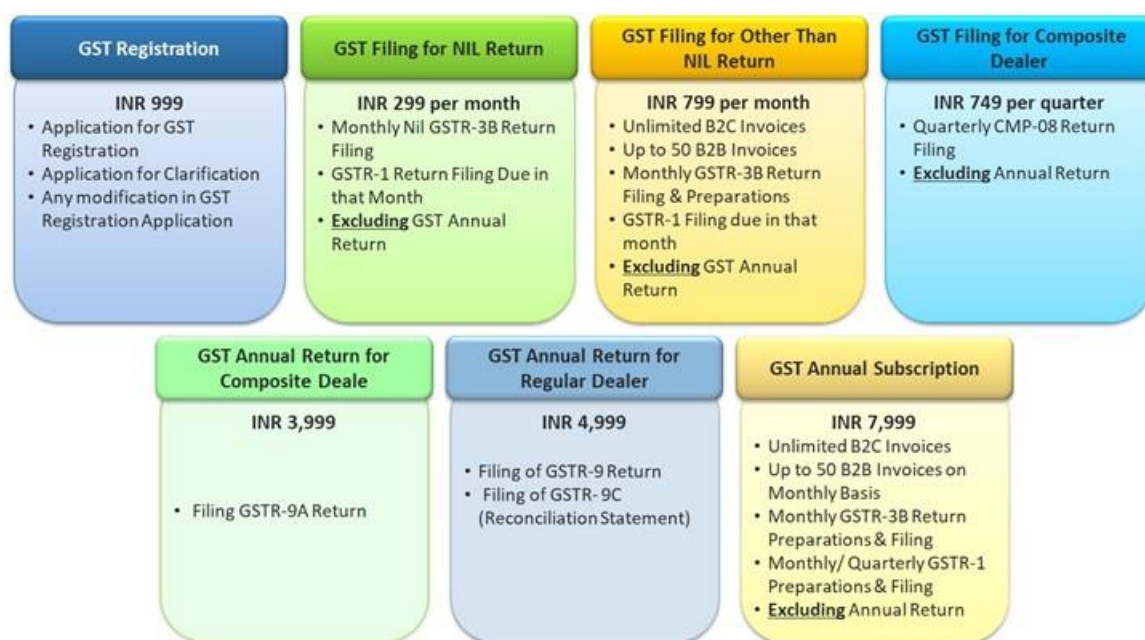 GST Registration
INR 999
• Application for GST
Registration
• Application for Clarification
• Any modification in GST
Registration Application
GST Filing for NIL Return
INR 299 per month
• Monthly Nil GSTR-3B Return
Filing
• GSTR-1 Return Filing Due in
that Month
• Excluding GST Annual
Return
GST Filing for Other Than
NIL Return
INR 799 per month
• Unlimited B2C Invoices
• Up to 50 B2B Invoices
• Monthly GSTR-3B Return
Filing & Preparations
• GSTR-1 Filing due in that
month
• Excluding GST Annual
Return
GST Filing for Composite
Dealer
INR 749 per quarter
• Quarterly CMP-08 Return
Filing
• Excluding Annual Return
GST Annual Return for
Composite Deale
INR 3,999
• Filing GSTR-9A Return
GST Annual Return for
Regular Dealer
INR 4,999
• Filing of GSTR-9 Return
• Filing of GSTR- 9C
(Reconciliation Statement)
GST Annual Subscription
INR 7,999
• Unlimited B2C Invoices
• Up to 50 B2B Invoices on
Monthly Basis
• Monthly GSTR-3B Return
Preparations & Filing
• Monthly/ Quarterly GSTR-1
Preparations & Filing
• Excluding Annual Return